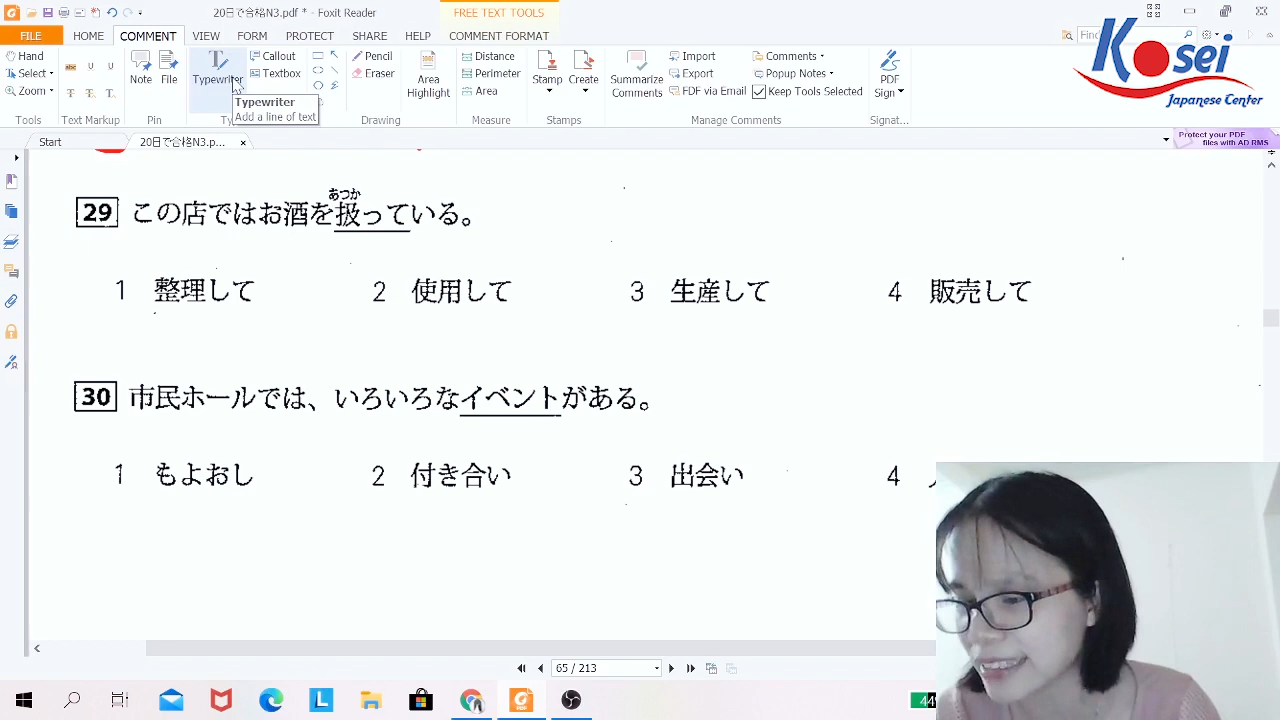 20日で合格N3.pdf * - Foxit Reader
FREE TEXT TOOLS
FILE HOME COMMENT VIEW FORM PROTECT SHARE HELP COMMENT FORMAT
Find
Kosei
Japanese Center
Hand
Select
Zoom
Tools
Text Markup
Note
File
Pin
Typewriter
Callout
Textbox
Typewriter
Add a line of text
Pencil
Eraser
Drawing
Area Highlight
Distance
Perimeter
Area
Measure
Stamp
Create
Stamps
Summarize Comments
Import
Export
FDF via Email
Comments
Popup Notes
Keep Tools Selected
Manage Comments
PDF Sign
Signat...
Start
20日で合格N3.p...
Protect your PDF
files with AD RMS
あつか
29 この店ではお酒を扱っている。
1 整理して 2 使用して 3 生産して 4 販売して
30 市民ホールでは、いろいろなイベントがある。
1 もよおし 2 付き合い 3 出会い 4
65 / 213